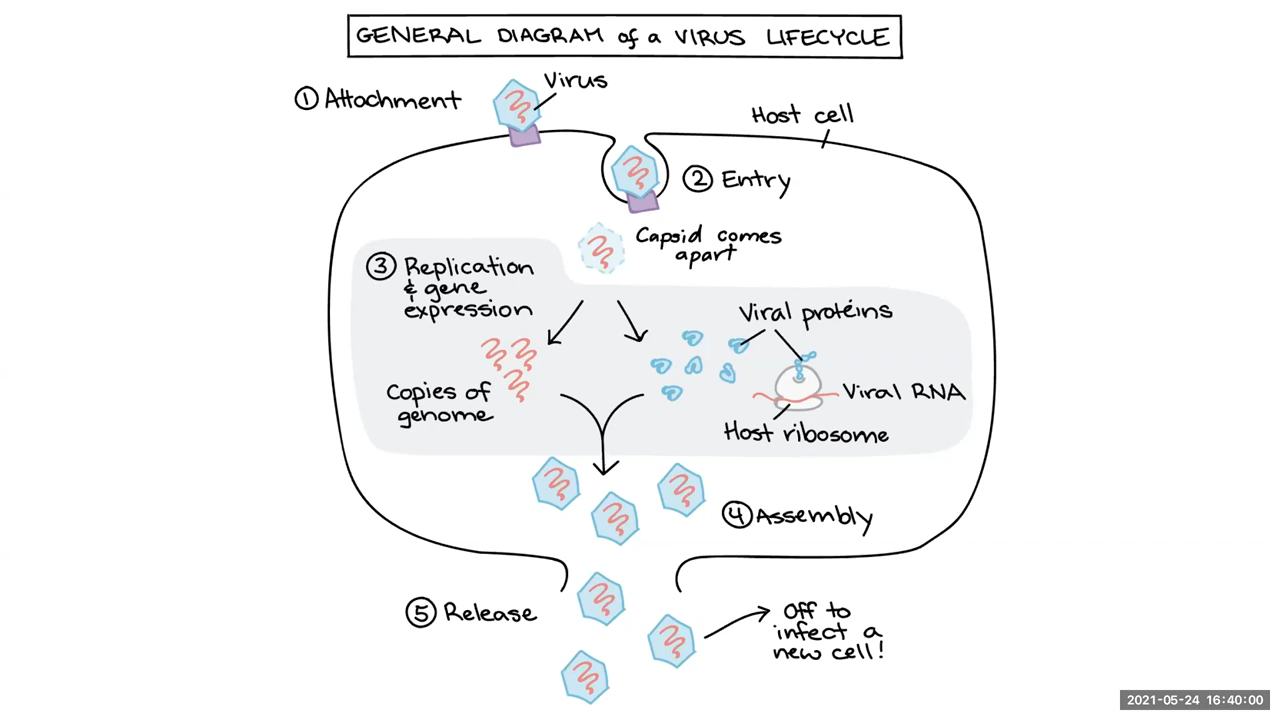 GENERAL DIAGRAM of a VIRUS LIFECYCLE
① Attachment
Virus
Host cell
② Entry
Capsid comes
apart
③ Replication
& gene
expression
Viral protéins
Copies of
genome
Viral RNA
Host ribosome
④ Assembly
⑤ Release
Off to
infect a
new cell!
2021-05-24 16:40:00